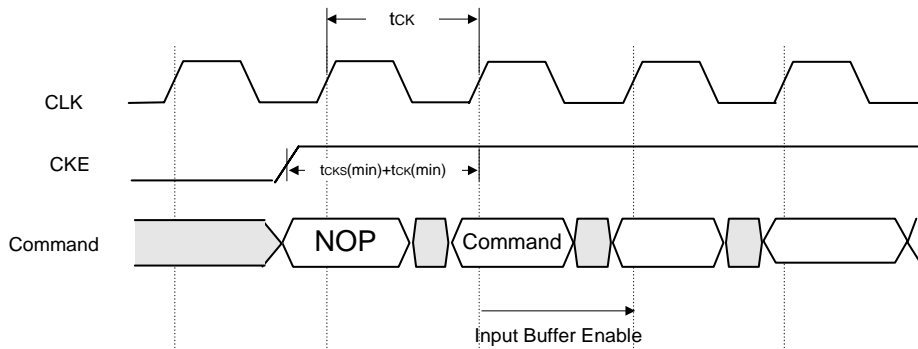 tCK
CLK
CKE
tCKS(min)+tCK(min)
Command
NOP
Command
Input Buffer Enable